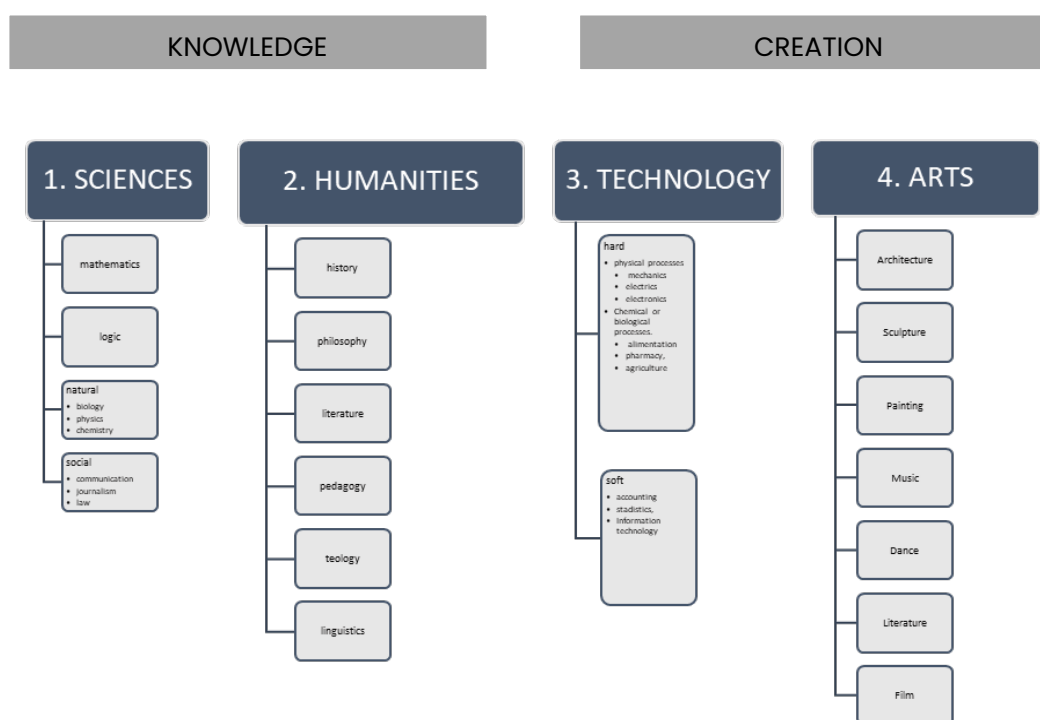 KNOWLEDGE
CREATION
1. SCIENCES
mathematics
logic
natural
• biology
• physics
• chemistry
social
• communication
• journalism
• law
2. HUMANITIES
history
philosophy
literature
pedagogy
teology
linguistics
3. TECHNOLOGY
hard
• physical processes
• mechanics
• electrics
• electronics
• Chemical or
biological
processes.
• alimentation
• pharmacy,
• agriculture
soft
• accounting
• stadistics,
• Information
technology
4. ARTS
Architecture
Sculpture
Painting
Music
Dance
Literature
Film